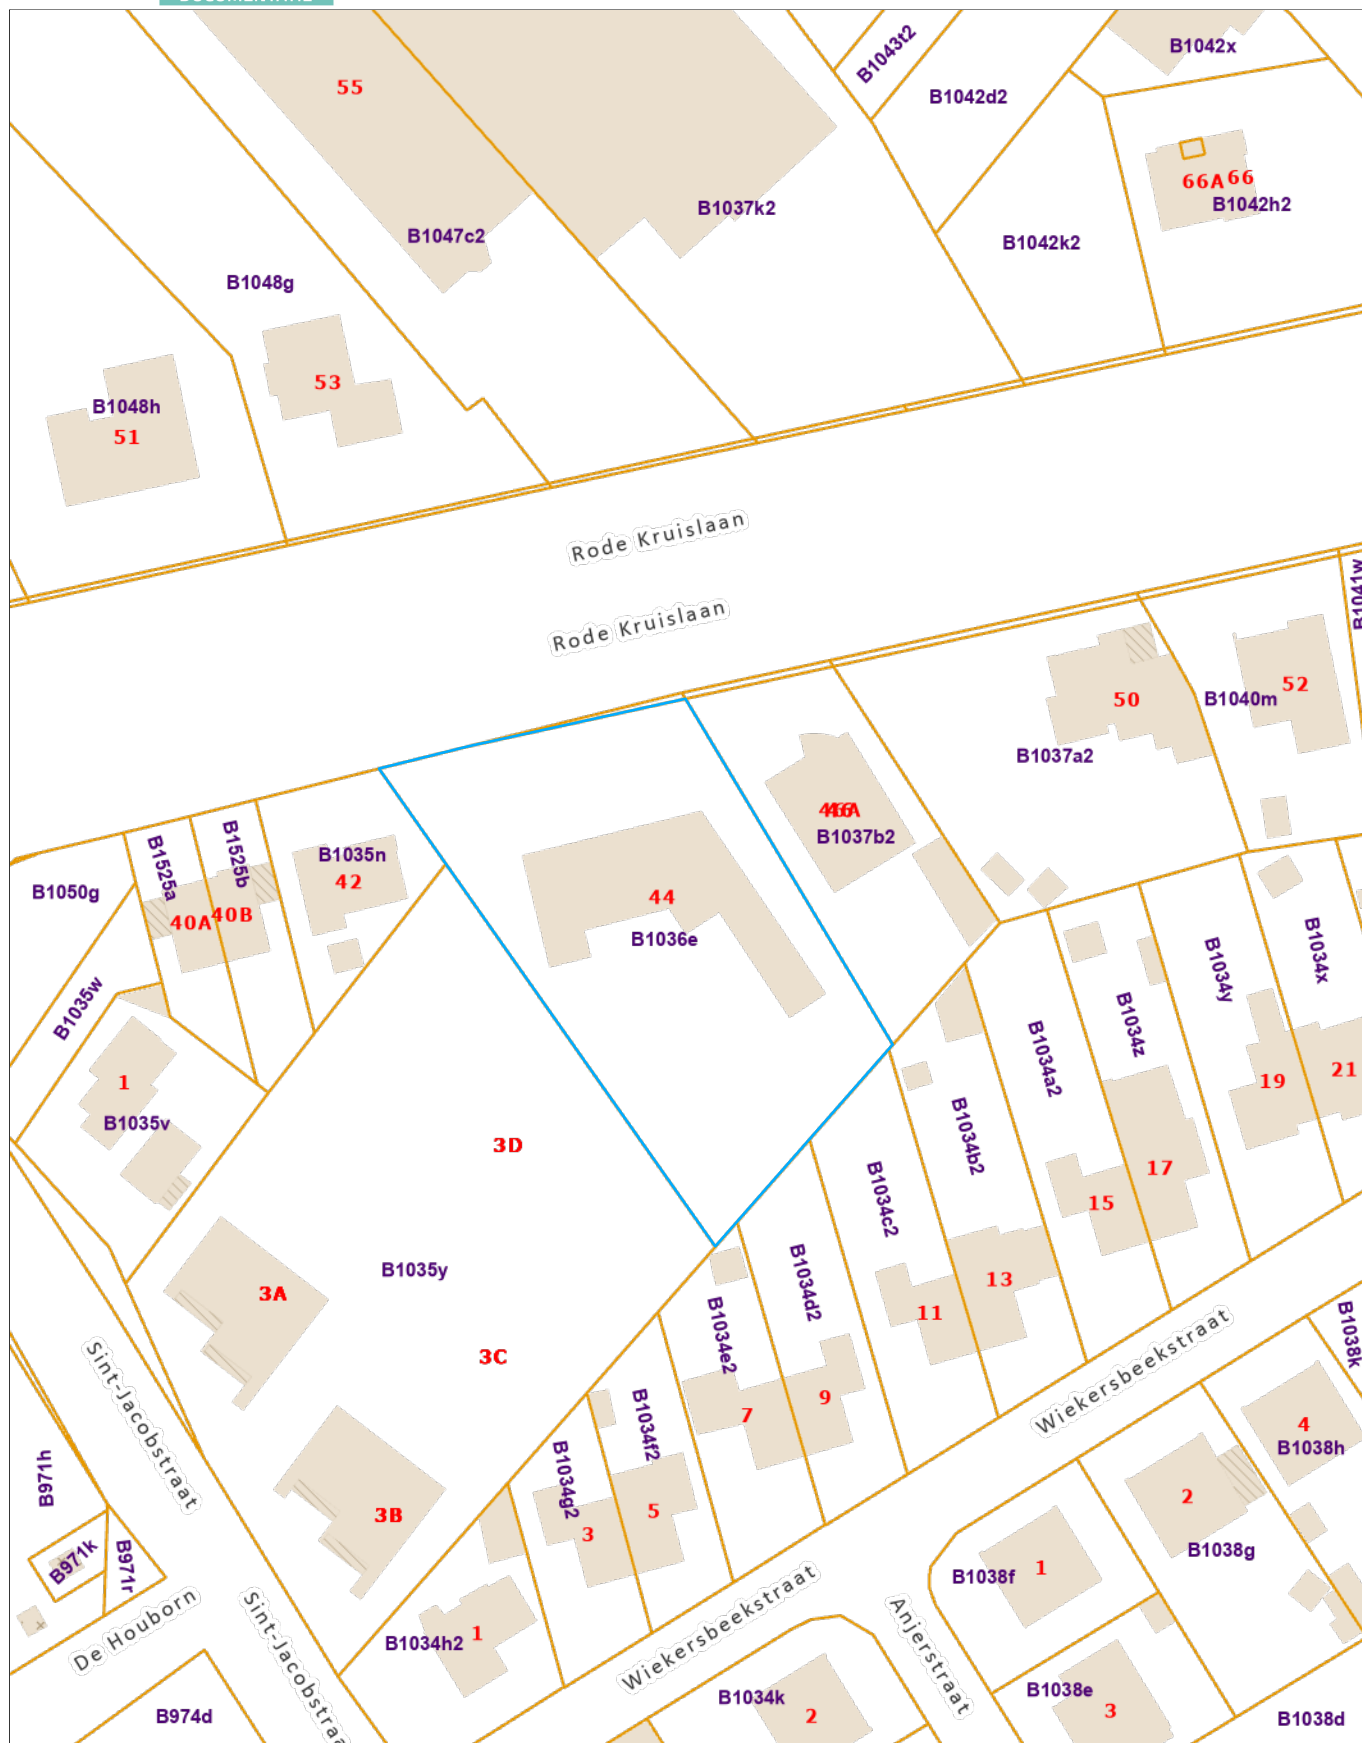 55
B1043t2
B1042x
B1042d2
66A
66
B1042h2
B1037k2
B1047c2
B1042k2
B1048g
53
B1048h
51
Rode Kruislaan
Rode Kruislaan
B1041w
50
B1040m
52
B1037a2
46A
B1037b2
B1525a
B1525b
B1035n
42
B1050g
40A
40B
44
B1036e
B1035w
B1034x
B1034y
B1034z
B1034a2
1
B1035v
19
21
3D
B1034b2
17
B1034c2
15
B1035y
3A
B1034d2
13
11
B1034e2
3C
Sint-Jacobstraat
Wiekersbeekstraat
B1038k
9
7
B1034f2
4
B1038h
B1034g2
B971h
3B
5
3
2
B1038g
B971k
B971r
B1038f
1
De Houborn
Sint-Jacobstraa
Wiekersbeekstraat
Anjerstraat
B1034h2
1
B1034k
2
B1038e
3
B974d
B1038d